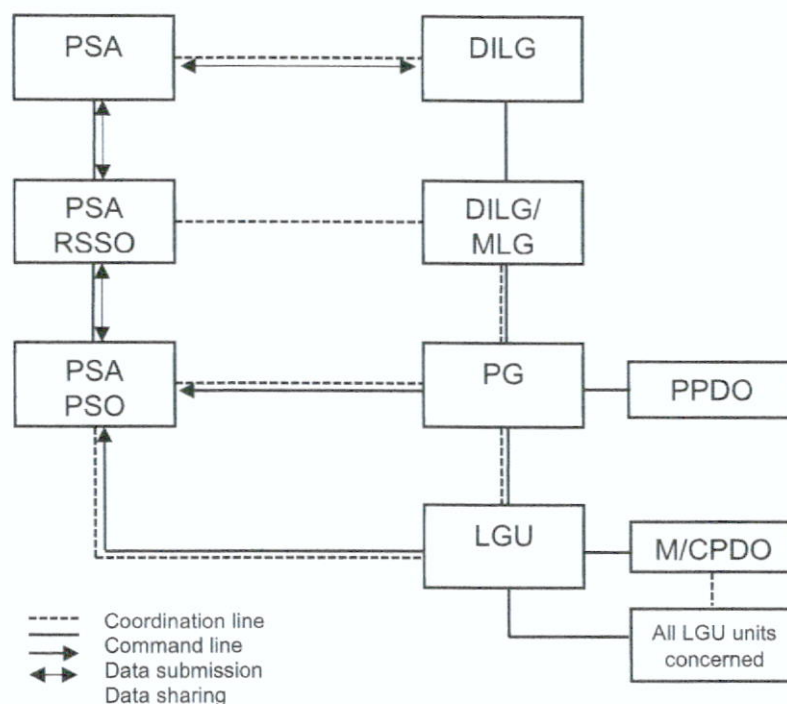 PSA
DILG
PSA
RSSO
DILG/
MLG
PSA
PSO
PG
PPDO
LGU
M/CPDO
All LGU units
concerned
Coordination line
Command line
Data submission
Data sharing